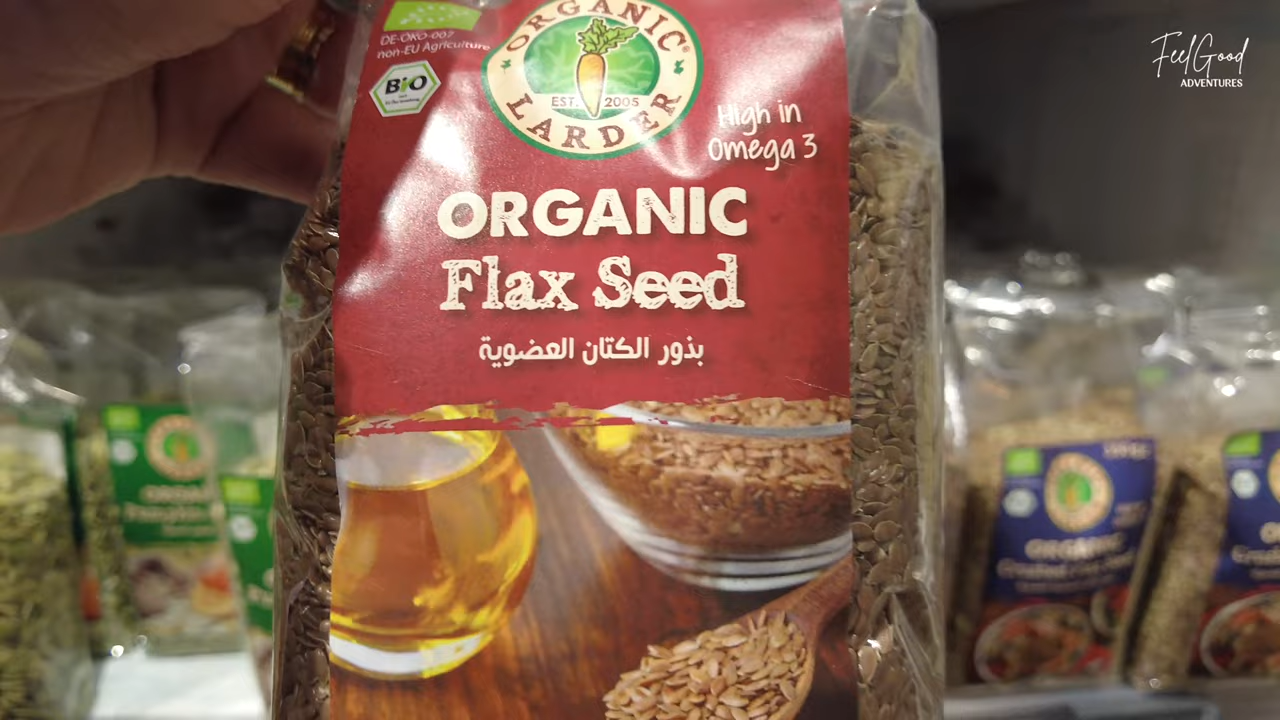 DE-ÖKO-007
non-EU Agriculture
BIO
ORGANIC
EST. 2005
LARDER
High in
Omega 3
ORGANIC
Flax Seed
بذور الكتان العضوية
FeelGood
ADVENTURES
ORGANIC
ORGANIC